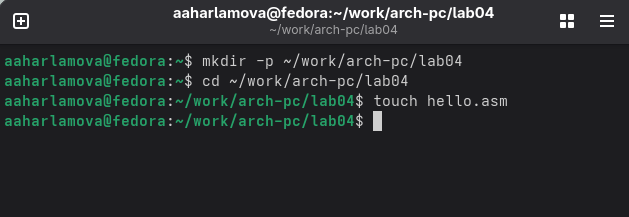 aaharlamova@fedora:~/work/arch-pc/lab04
~/work/arch-pc/lab04
aaharlamova@fedora:~$ mkdir -p ~/work/arch-pc/lab04
aaharlamova@fedora:~$ cd ~/work/arch-pc/lab04
aaharlamova@fedora:~/work/arch-pc/lab04$ touch hello.asm
aaharlamova@fedora:~/work/arch-pc/lab04$